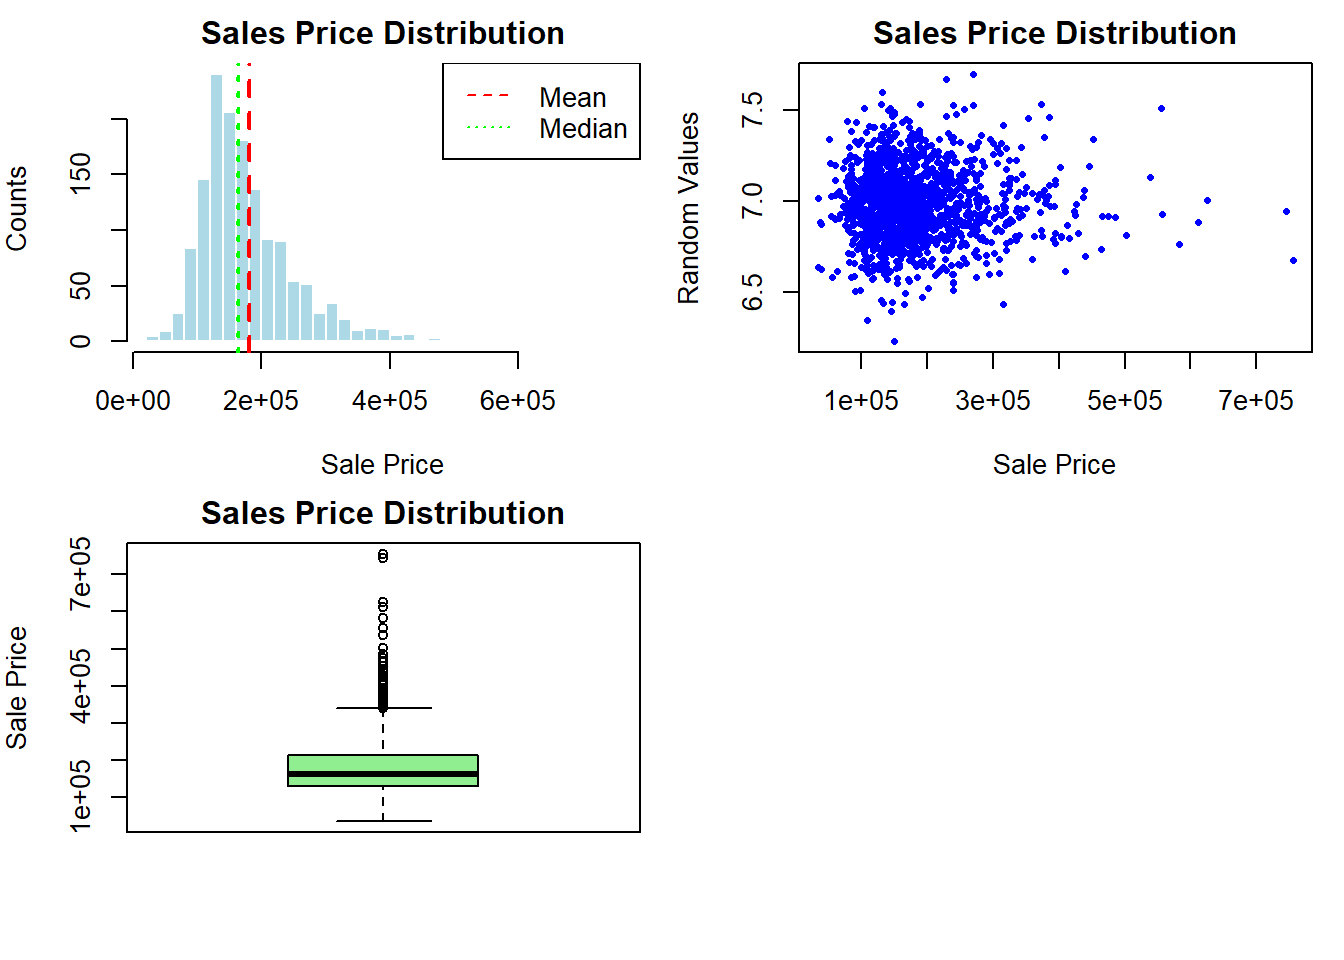 Sales Price Distribution
Counts
150
50
0
Mean
Median
0e+00 2e+05 4e+05 6e+05
Sale Price
Sales Price Distribution
Random Values
7.5
7.0
6.5
1e+05 3e+05 5e+05 7e+05
Sale Price
Sales Price Distribution
Sale Price
7e+05
4e+05
1e+05